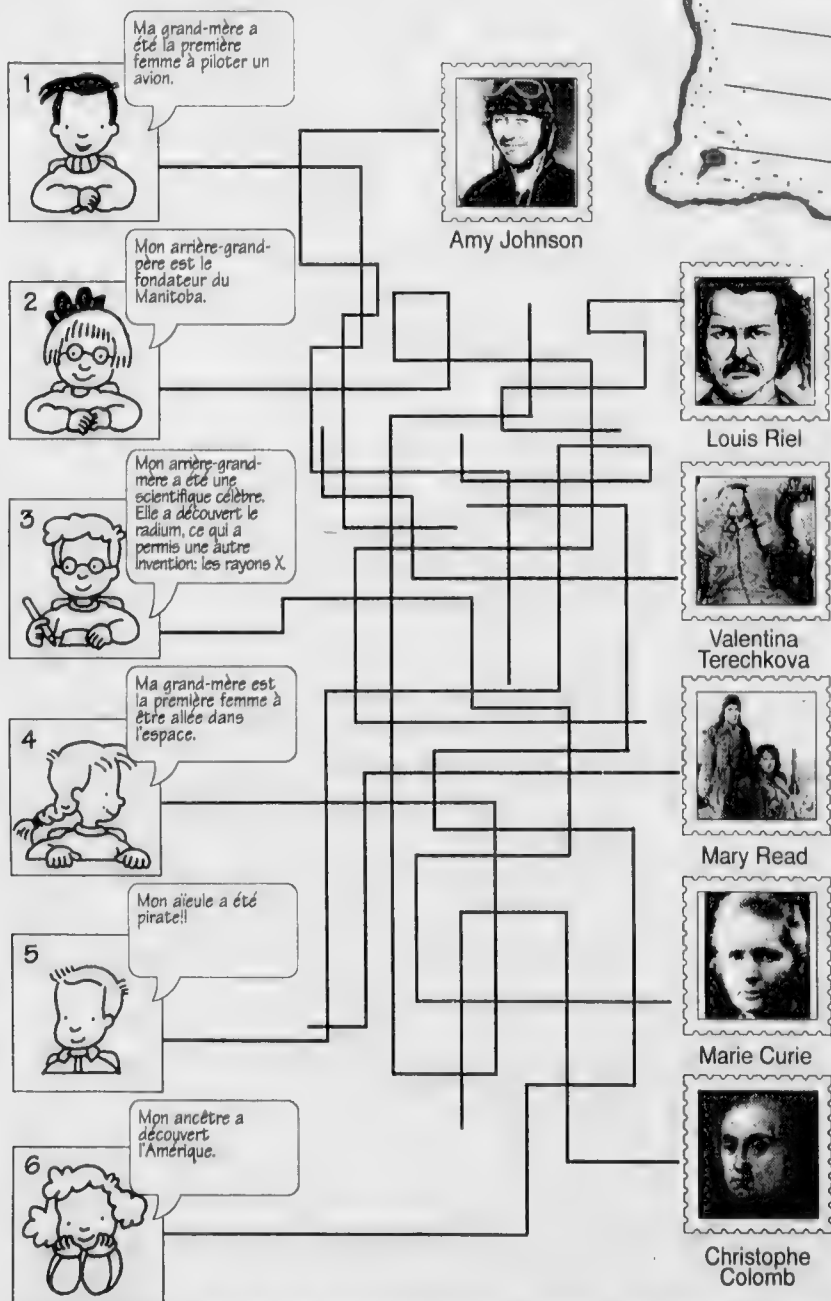 1
Ma grand-mère a
été la première
femme à piloter un
avion.
Amy Johnson
2
Mon arrière-grand-
père est le
fondateur du
Manitoba.
Louis Riel
3
Mon arrière-grand-
mère a été une
scientifique célèbre.
Elle a découvert le
radium, ce qui a
permis une autre
invention: les rayons X.
Valentina
Terechkova
4
Ma grand-mère est
la première femme à
être allée dans
l'espace.
Mary Read
5
Mon aïeule a été
pirate!!
Marie Curie
6
Mon ancêtre a
découvert
l'Amérique.
Christophe
Colomb